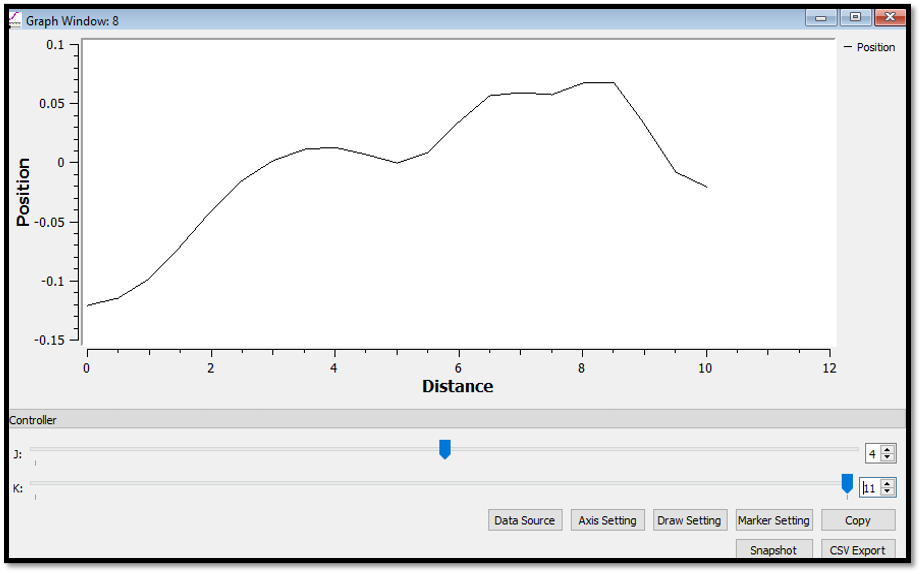 Graph Window: 8
Position
0.1
0.05
0
-0.05
-0.1
-0.15
Position
0 2 4 6 8 10 12
Distance
Controller
J: 4
K: 11
Data Source Axis Setting Draw Setting Marker Setting Copy
Snapshot CSV Export